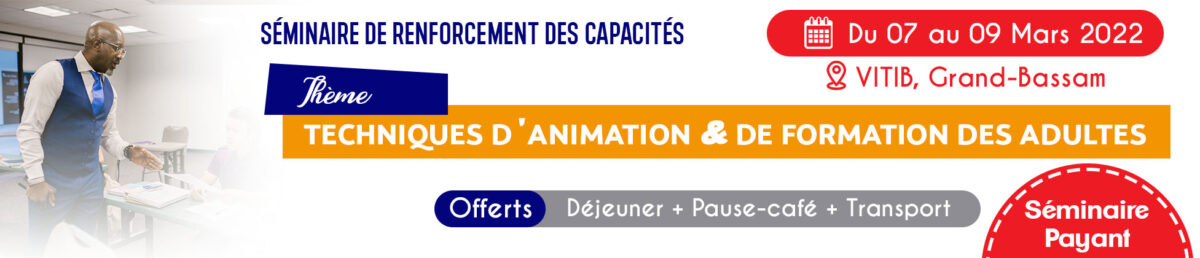 SÉMINAIRE DE RENFORCEMENT DES CAPACITÉS
Du 07 au 09 Mars 2022
VITIB, Grand-Bassam
Thème
TECHNIQUES D'ANIMATION & DE FORMATION DES ADULTES
Offerts Déjeuner + Pause-café + Transport
Séminaire
Payant